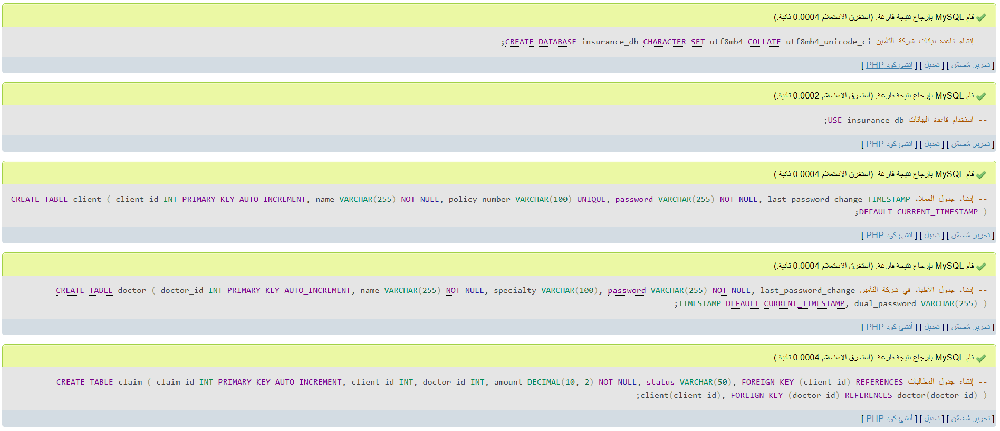 قام MySQL بإرجاع نتيجة فارغة. (استغرق الاستعلام 0.0004 ثانية.)
-- إنشاء قاعدة بيانات شركة التأمين CREATE DATABASE insurance_db CHARACTER SET utf8mb4 COLLATE utf8mb4_unicode_ci;
[ تحرير مُضمّن ] [ تعديل ] [ أنشئ كود PHP ]
قام MySQL بإرجاع نتيجة فارغة. (استغرق الاستعلام 0.0002 ثانية.)
-- استخدام قاعدة البيانات USE insurance_db;
[ تحرير مُضمّن ] [ تعديل ] [ أنشئ كود PHP ]
قام MySQL بإرجاع نتيجة فارغة. (استغرق الاستعلام 0.0004 ثانية.)
-- إنشاء جدول العملاء CREATE TABLE client ( client_id INT PRIMARY KEY AUTO_INCREMENT, name VARCHAR(255) NOT NULL, policy_number VARCHAR(100) UNIQUE, password VARCHAR(255) NOT NULL, last_password_change TIMESTAMP
DEFAULT CURRENT_TIMESTAMP );
[ تحرير مُضمّن ] [ تعديل ] [ أنشئ كود PHP ]
قام MySQL بإرجاع نتيجة فارغة. (استغرق الاستعلام 0.0004 ثانية.)
-- إنشاء جدول الأطباء في شركة التأمين CREATE TABLE doctor ( doctor_id INT PRIMARY KEY AUTO_INCREMENT, name VARCHAR(255) NOT NULL, specialty VARCHAR(100), password VARCHAR(255) NOT NULL, last_password_change
TIMESTAMP DEFAULT CURRENT_TIMESTAMP, dual_password VARCHAR(255) );
[ تحرير مُضمّن ] [ تعديل ] [ أنشئ كود PHP ]
قام MySQL بإرجاع نتيجة فارغة. (استغرق الاستعلام 0.0004 ثانية.)
-- إنشاء جدول المطالبات CREATE TABLE claim ( claim_id INT PRIMARY KEY AUTO_INCREMENT, client_id INT, doctor_id INT, amount DECIMAL(10, 2) NOT NULL, status VARCHAR(50), FOREIGN KEY (client_id) REFERENCES
client(client_id), FOREIGN KEY (doctor_id) REFERENCES doctor(doctor_id) );
[ تحرير مُضمّن ] [ تعديل ] [ أنشئ كود PHP ]